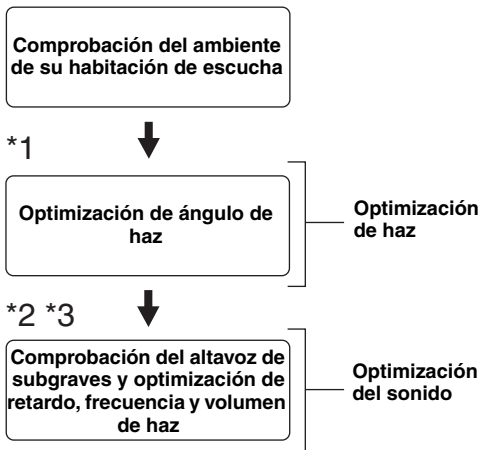 Comprobación del ambiente
de su habitación de escucha
*1
Optimización de ángulo de
haz
Optimización
de haz
*2 *3
Comprobación del altavoz de
subgraves y optimización de
retardo, frecuencia y volumen
de haz
Optimización
del sonido